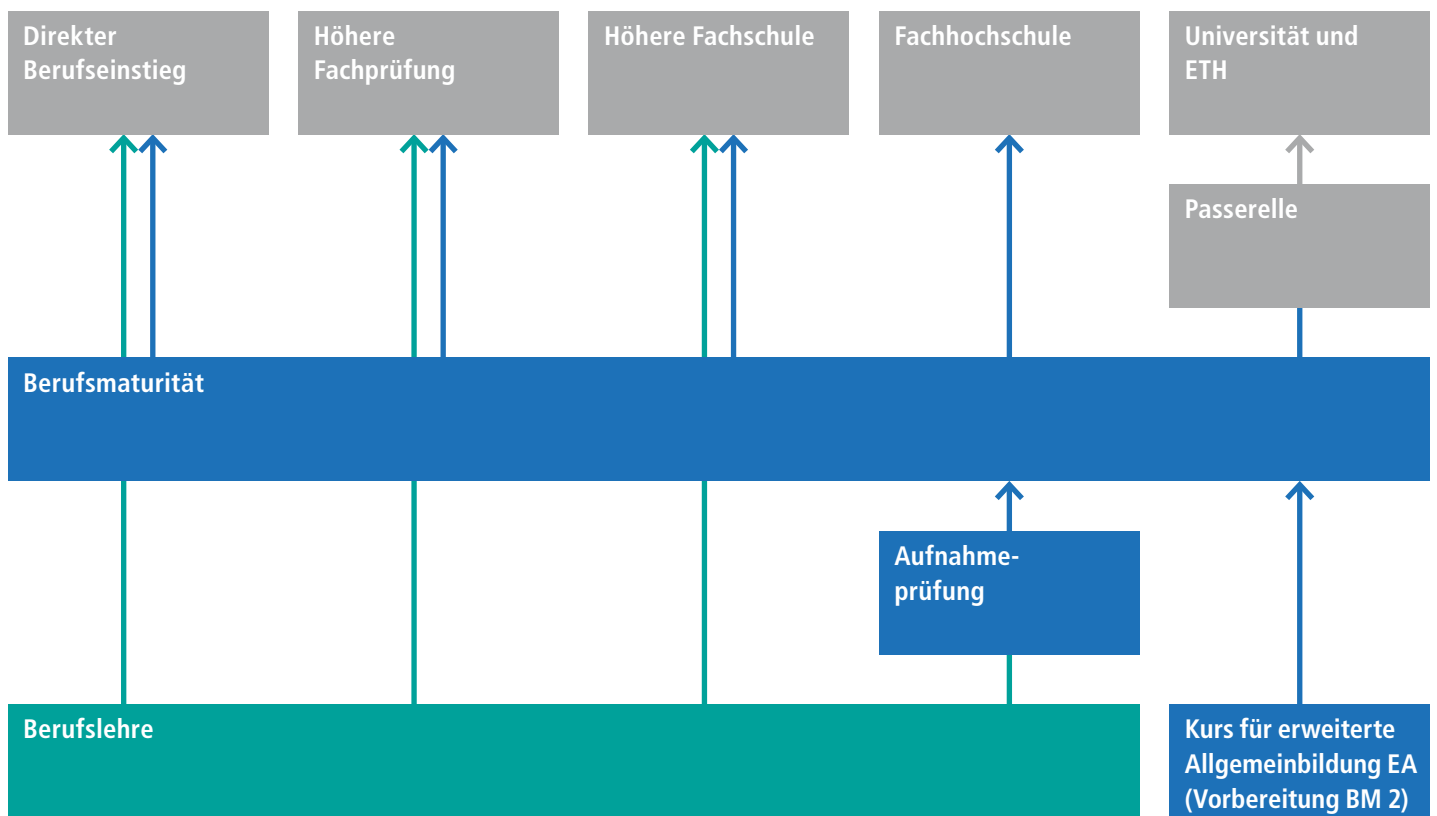 Direkter
Berufseinstieg
Höhere
Fachprüfung
Höhere Fachschule
Fachhochschule
Universität und
ETH
Passerelle
Berufsmaturität
Aufnahme-
prüfung
Berufslehre
Kurs für erweiterte
Allgemeinbildung EA
(Vorbereitung BM 2)